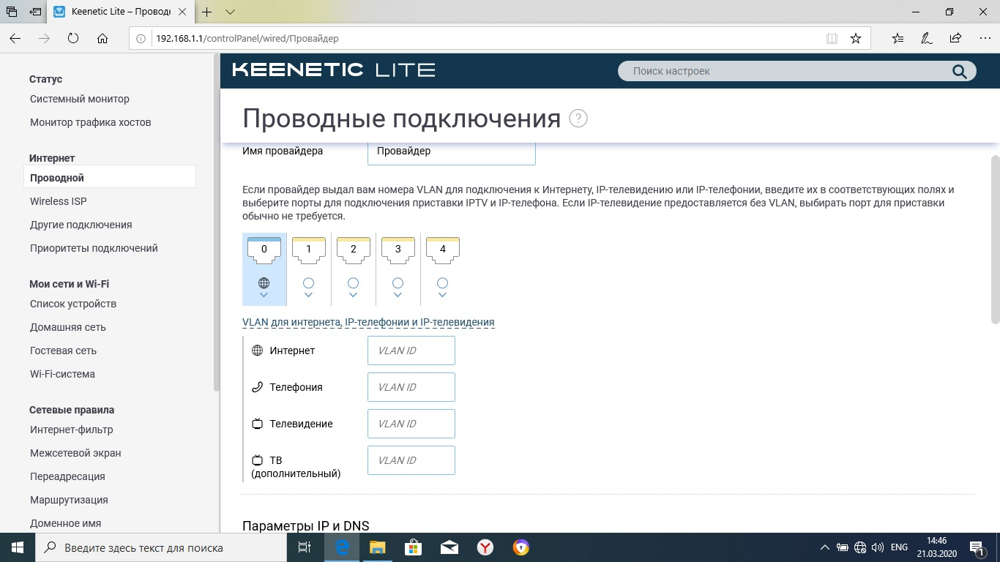 Keenetic Lite – Проводн
192.168.1.1/controlPanel/wired/Провайдер
Статус
Системный монитор
Монитор трафика хостов
Интернет
Проводной
Wireless ISP
Другие подключения
Приоритеты подключений
Мои сети и Wi-Fi
Список устройств
Домашняя сеть
Гостевая сеть
Wi-Fi-система
Сетевые правила
Интернет-фильтр
Межсетевой экран
Переадресация
Маршрутизация
Доменное имя
KEENETIC LITE
Поиск настроек
Проводные подключения ?
Имя провайдера Провайдер
Если провайдер выдал вам номера VLAN для подключения к Интернету, IP-телевидению или IP-телефонии, введите их в соответствующих полях и
выберите порты для подключения приставки IPTV и IP-телефона. Если IP-телевидение предоставляется без VLAN, выбирать порт для приставки
обычно не требуется.
0 1 2 3 4
VLAN для интернета, IP-телефонии и IP-телевидения
Интернет VLAN ID
Телефония VLAN ID
Телевидение VLAN ID
ТВ VLAN ID
(дополнительный)
Параметры IP и DNS
Введите здесь текст для поиска
ENG
14:46
21.03.2020
1